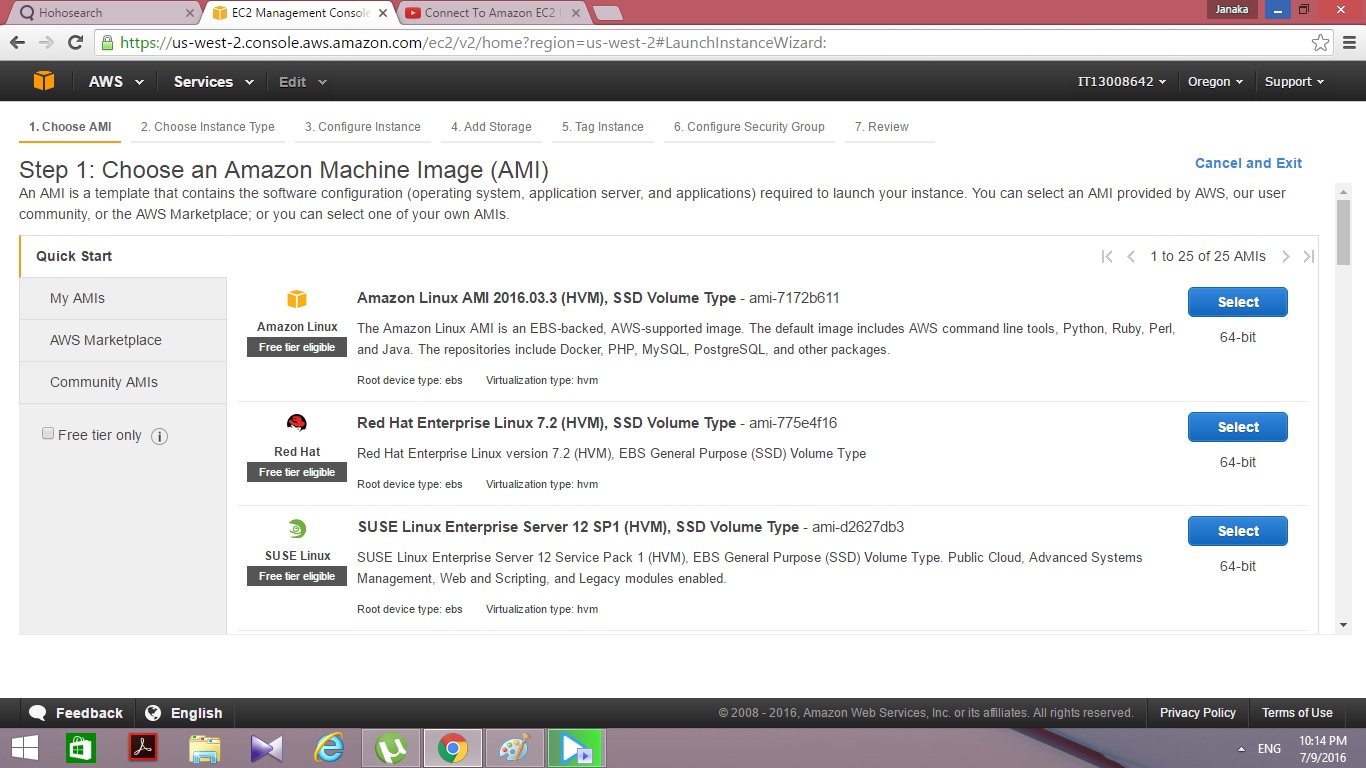 Hohosearch
EC2 Management Console
Connect To Amazon EC2
Janaka
https://us-west-2.console.aws.amazon.com/ec2/v2/home?region=us-west-2#LaunchInstanceWizard:
AWS Services Edit IT13008642 Oregon Support
1. Choose AMI 2. Choose Instance Type 3. Configure Instance 4. Add Storage 5. Tag Instance 6. Configure Security Group 7. Review
Step 1: Choose an Amazon Machine Image (AMI)
Cancel and Exit
An AMI is a template that contains the software configuration (operating system, application server, and applications) required to launch your instance. You can select an AMI provided by AWS, our user
community, or the AWS Marketplace; or you can select one of your own AMIs.
Quick Start
1 to 25 of 25 AMIs
My AMIs
AWS Marketplace
Community AMIs
Free tier only
Amazon Linux
Free tier eligible
Amazon Linux AMI 2016.03.3 (HVM), SSD Volume Type - ami-7172b611
The Amazon Linux AMI is an EBS-backed, AWS-supported image. The default image includes AWS command line tools, Python, Ruby, Perl,
and Java. The repositories include Docker, PHP, MySQL, PostgreSQL, and other packages.
Root device type: ebs Virtualization type: hvm
Select
64-bit
Red Hat
Free tier eligible
Red Hat Enterprise Linux 7.2 (HVM), SSD Volume Type - ami-775e4f16
Red Hat Enterprise Linux version 7.2 (HVM), EBS General Purpose (SSD) Volume Type
Root device type: ebs Virtualization type: hvm
Select
64-bit
SUSE Linux
Free tier eligible
SUSE Linux Enterprise Server 12 SP1 (HVM), SSD Volume Type - ami-d2627db3
SUSE Linux Enterprise Server 12 Service Pack 1 (HVM), EBS General Purpose (SSD) Volume Type. Public Cloud, Advanced Systems
Management, Web and Scripting, and Legacy modules enabled.
Root device type: ebs Virtualization type: hvm
Select
64-bit
Feedback English
© 2008 - 2016, Amazon Web Services, Inc. or its affiliates. All rights reserved. Privacy Policy Terms of Use
ENG
10:14 PM
7/9/2016